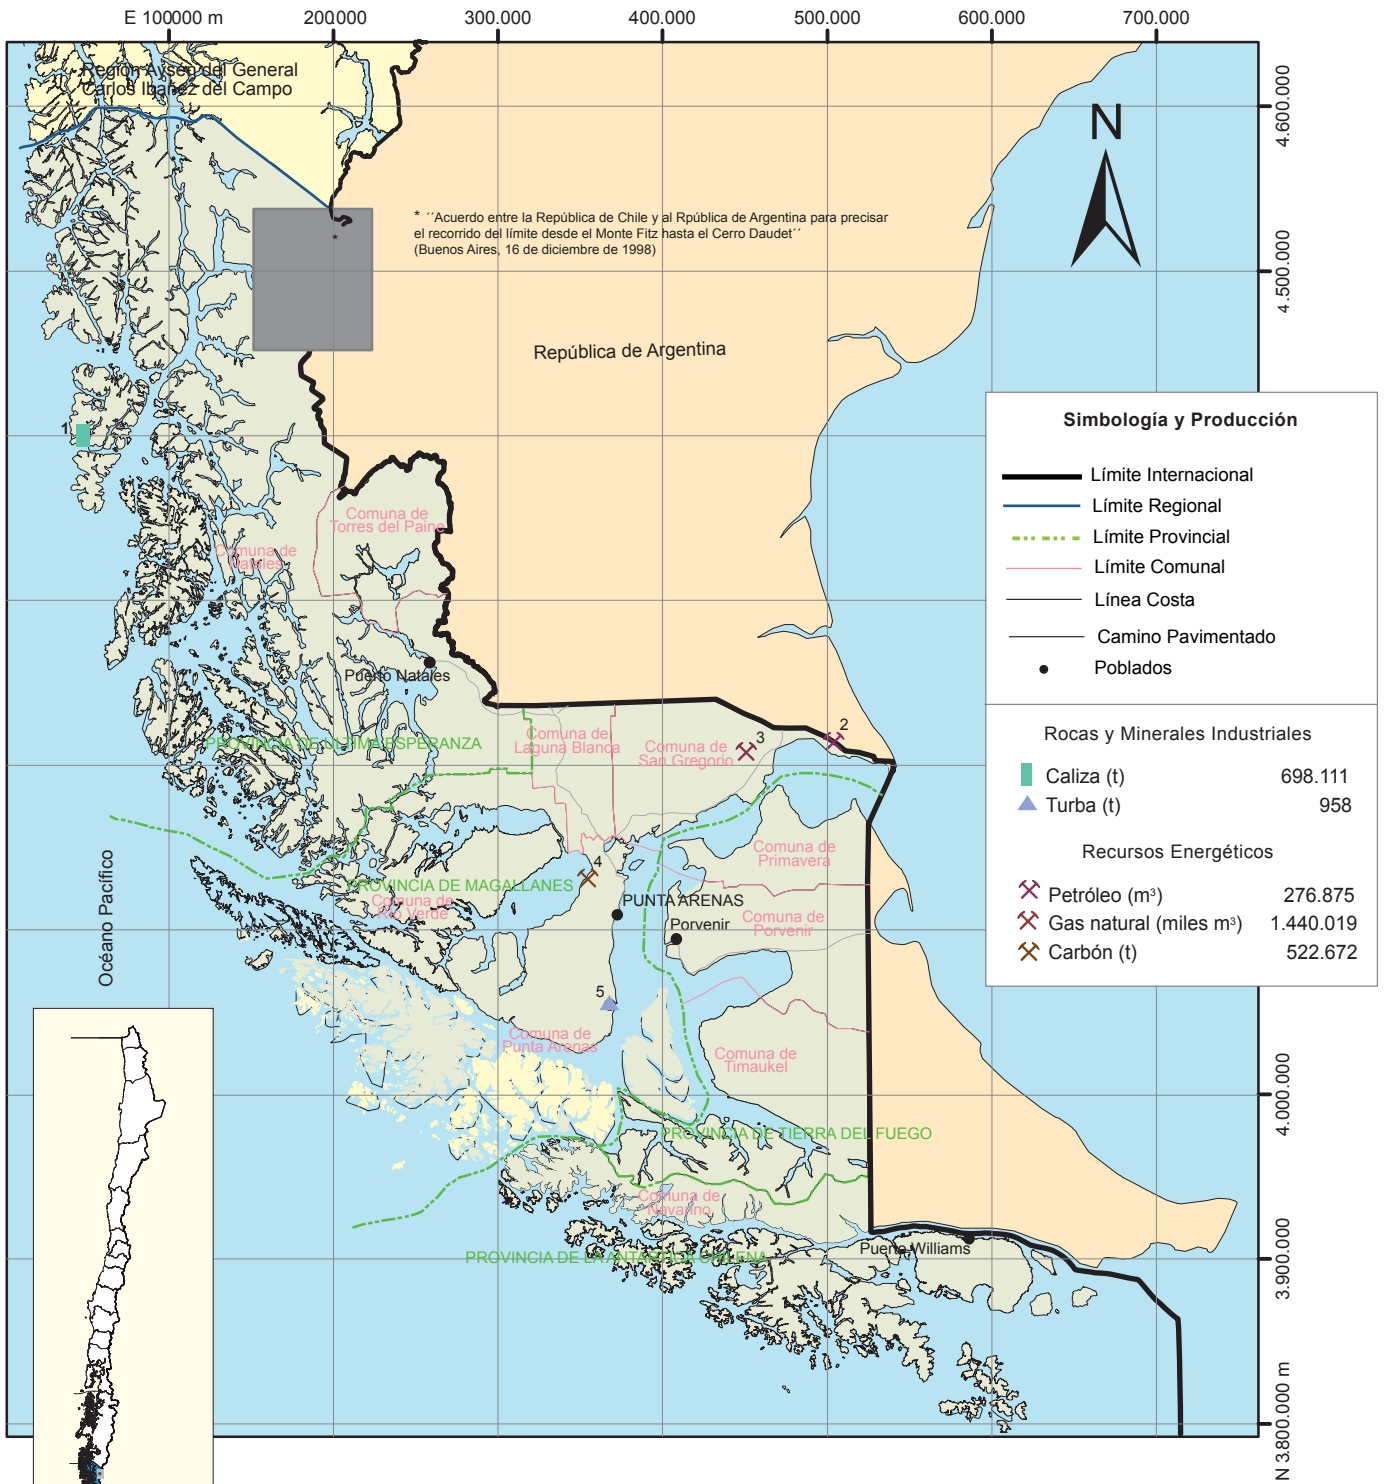 E 100000 m
200.000
300.000
400.000
500.000
600.000
700.000
Región Aysén del General
Carlos Ibañez del Campo
4.600.000
N
* ´´Acuerdo entre la República de Chile y al Rpública de Argentina para precisar
el recorrido del límite desde el Monte Fitz hasta el Cerro Daudet´´
(Buenos Aires, 16 de diciembre de 1998)
*
4.500.000
República de Argentina
Simbología y Producción
Límite Internacional
Límite Regional
Límite Provincial
Límite Comunal
Línea Costa
Camino Pavimentado
Poblados
Rocas y Minerales Industriales
Caliza (t) 698.111
Turba (t) 958
Recursos Energéticos
Petróleo (m³) 276.875
Gas natural (miles m³) 1.440.019
Carbón (t) 522.672
1
Comuna de
Torres del Paine
Comuna de
Natales
Puerto Natales
2
3
Comuna de
Laguna Blanca
Comuna de
San Gregorio
PROVINCIA DE ULTIMA ESPERANZA
Comuna de
Primavera
4
PROVINCIA DE MAGALLANES
Comuna de
Río Verde
PUNTA ARENAS
Porvenir
Comuna de
Porvenir
Océano Pacífico
5
Comuna de
Punta Arenas
Comuna de
Timaukel
4.000.000
PROVINCIA DE TIERRA DEL FUEGO
Comuna de
Navarino
Puerto Williams
PROVINCIA DE LA ANTARTICA CHILENA
3.900.000
N 3.800.000 m